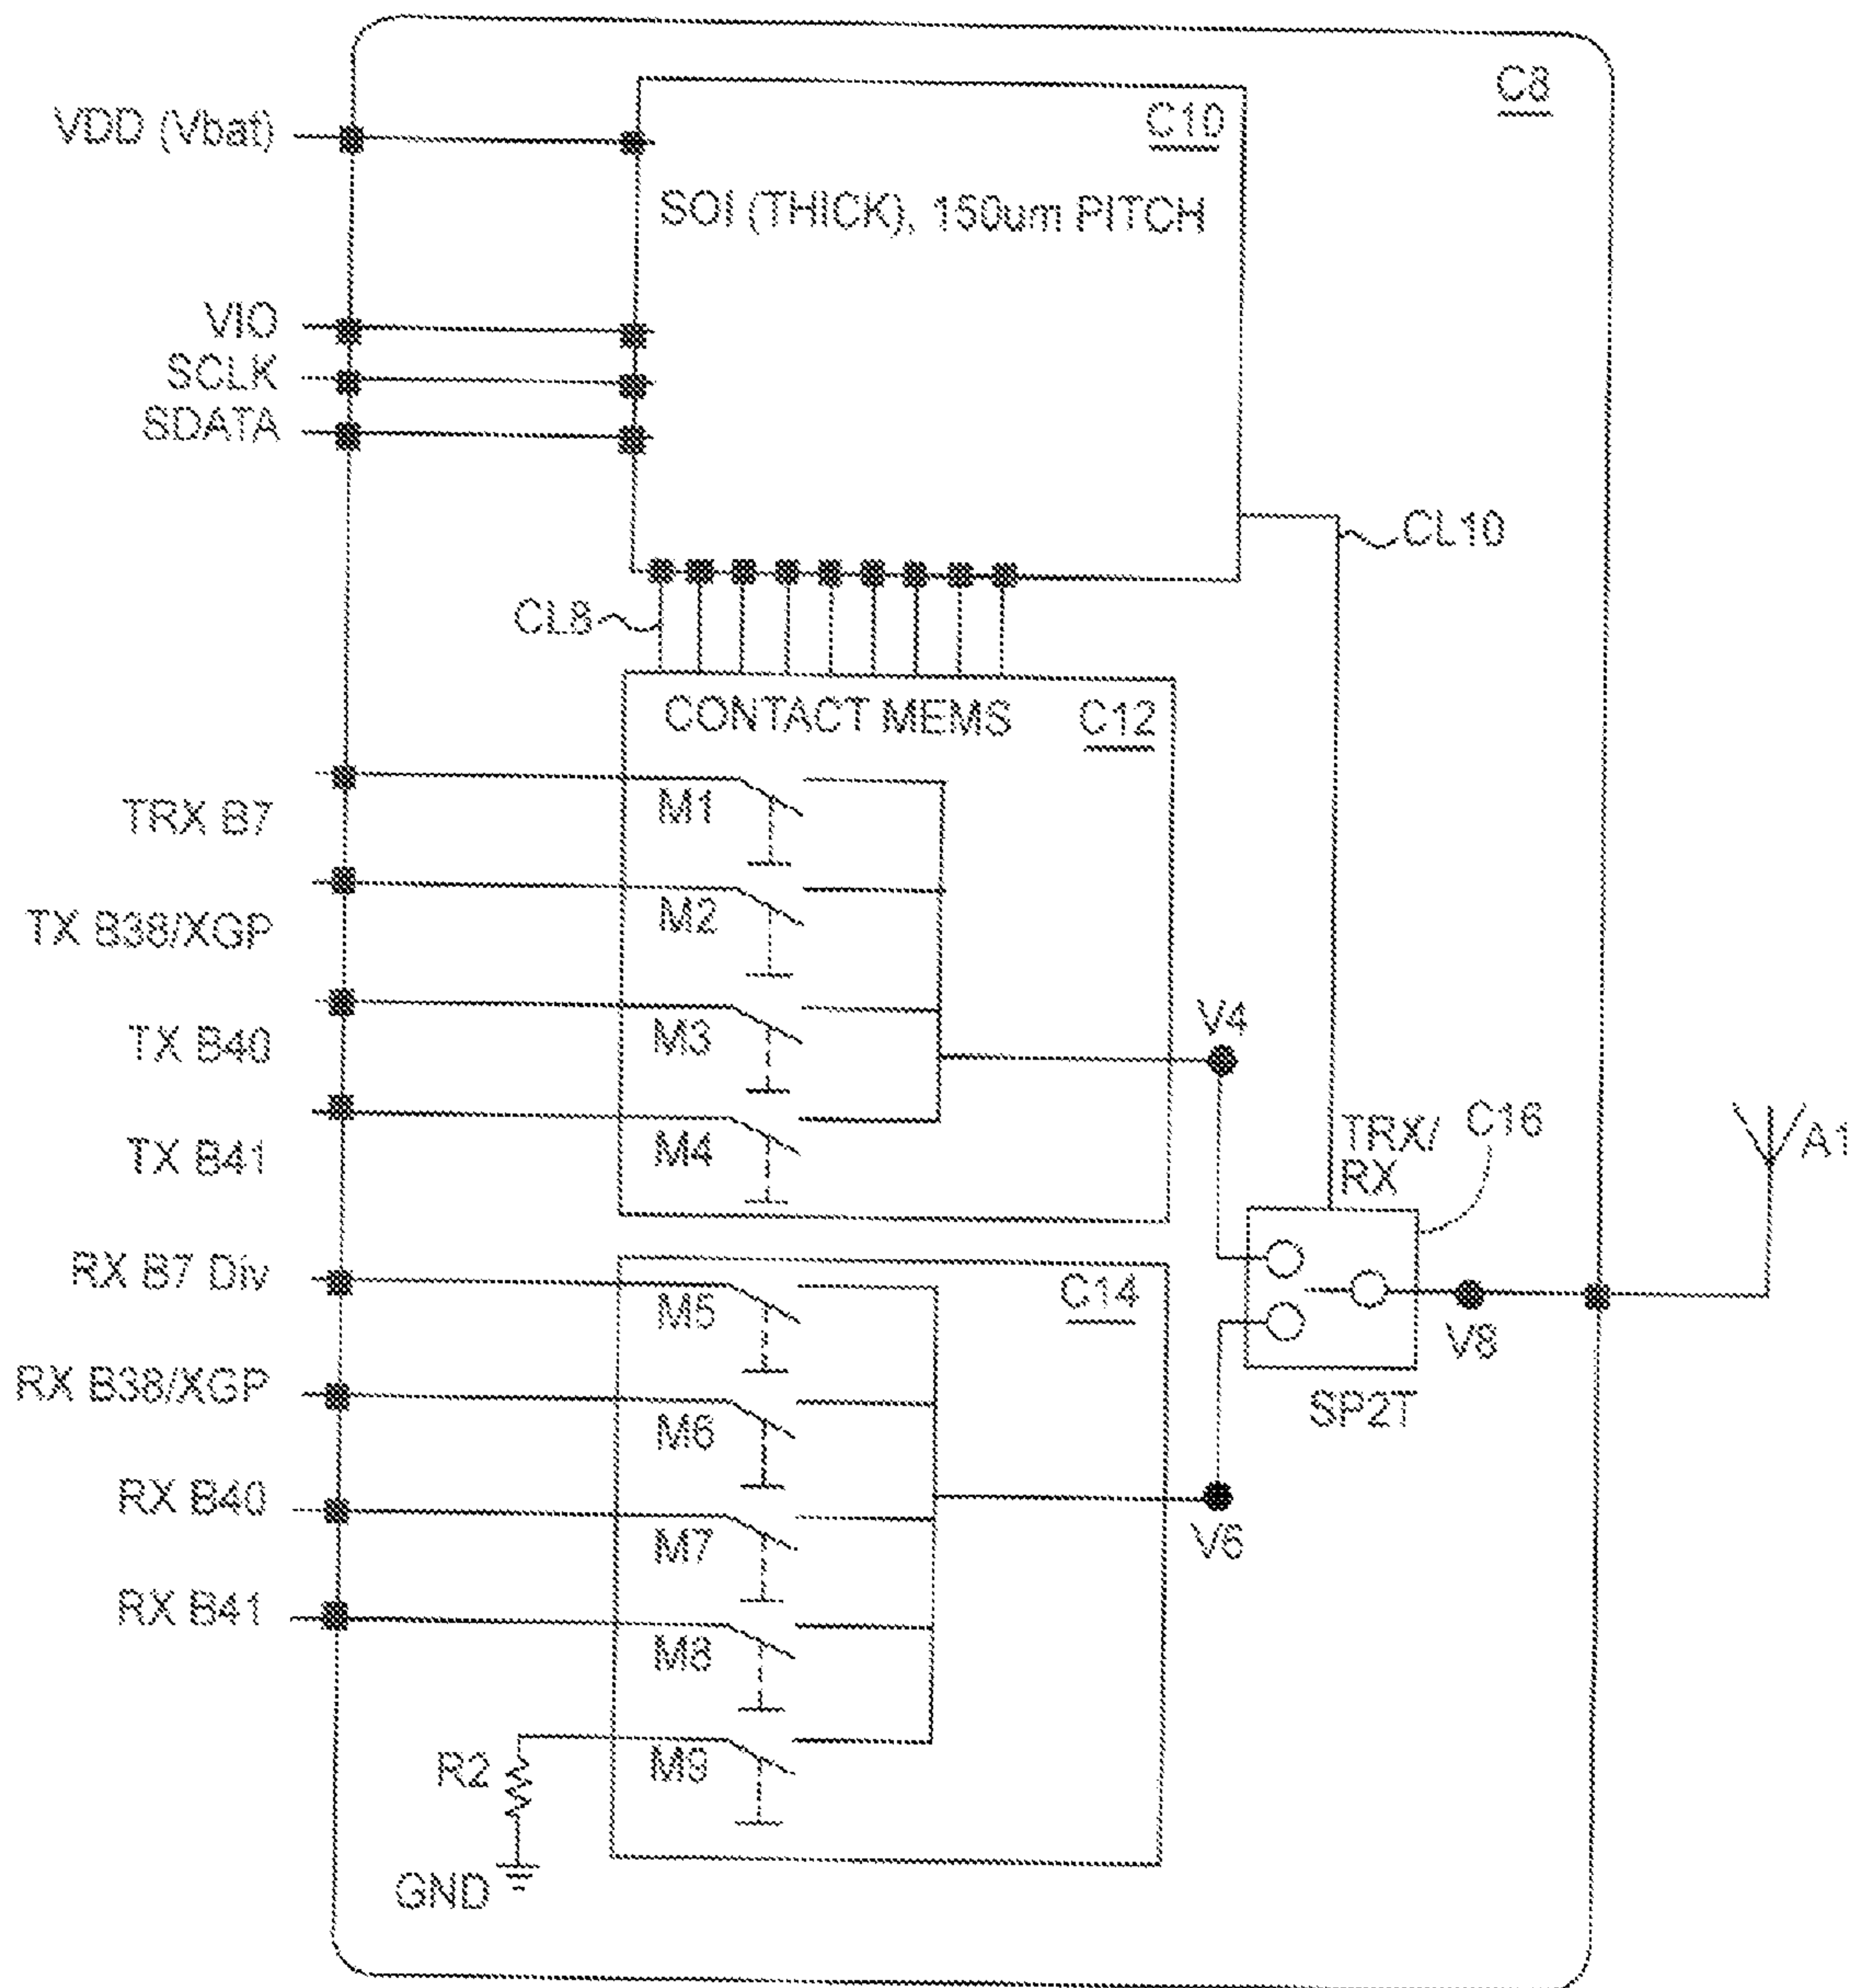 C8
VDD (Vbat)
C10
SOI (THICK), 150um PITCH
VIO
SCLK
SDATA
CL10
CL8
CONTACT MEMS
C12
TRX B7
M1
TX B38/XGP
M2
TX B40
M3
V4
TX B41
M4
TRX/
RX
C16
A1
RX B7 Div
M5
C14
V8
RX B38/XGP
M6
SP2T
RX B40
M7
V6
RX B41
M8
R2
M9
GND